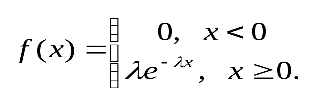 f(x) = { 0, x < 0
λe^{-λx}, x ≥ 0.